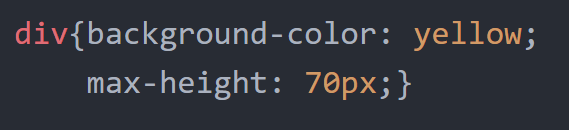 div{background-color: yellow;
max-height: 70px;}